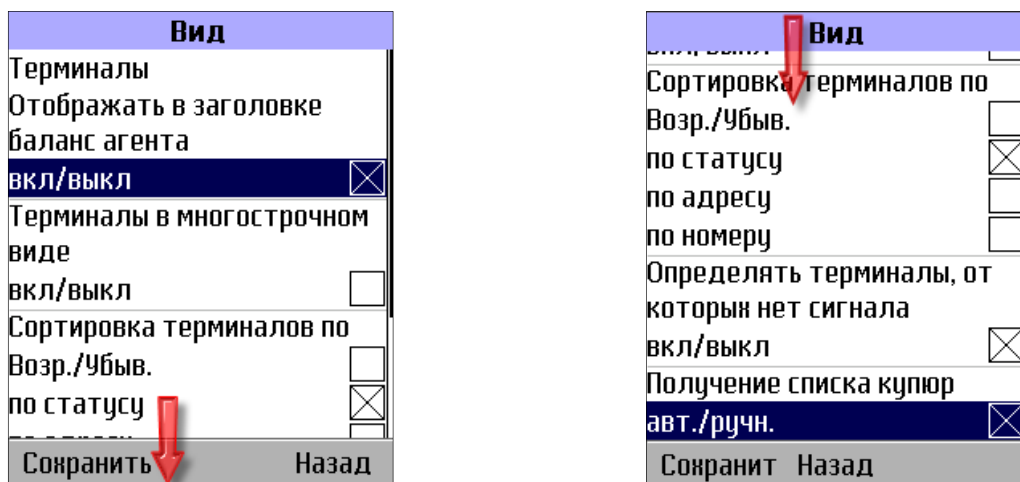 Вид
Терминалы
Отображать в заголовке
баланс агента
вкл/выкл
Терминалы в многострочном
виде
вкл/выкл
Сортировка терминалов по
Возр./Убыв.
по статусу
Сохранить
Назад
Вид
Сортировка терминалов по
Возр./Убыв.
по статусу
по адресу
по номеру
Определять терминалы, от
которых нет сигнала
вкл/выкл
Получение списка купюр
авт./ручн.
Сохранит Назад